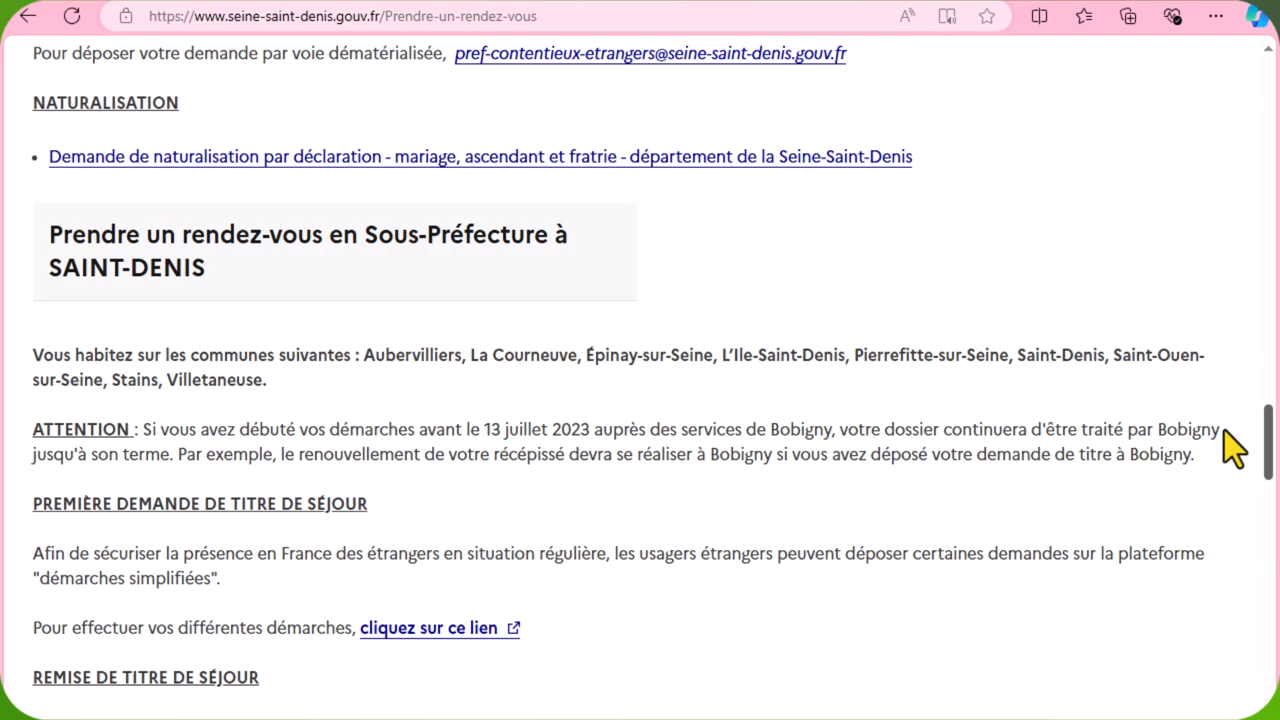 https://www.seine-saint-denis.gouv.fr/Prendre-un-rendez-vous
Pour déposer votre demande par voie dématérialisée, pref-contentieux-etrangers@seine-saint-denis.gouv.fr
NATURALISATION
• Demande de naturalisation par déclaration - mariage, ascendant et fratrie - département de la Seine-Saint-Denis
Prendre un rendez-vous en Sous-Préfecture à
SAINT-DENIS
Vous habitez sur les communes suivantes : Aubervilliers, La Courneuve, Épinay-sur-Seine, L’Ile-Saint-Denis, Pierrefitte-sur-Seine, Saint-Denis, Saint-Ouen-
sur-Seine, Stains, Villetaneuse.
ATTENTION : Si vous avez débuté vos démarches avant le 13 juillet 2023 auprès des services de Bobigny, votre dossier continuera d'être traité par Bobigny
jusqu'à son terme. Par exemple, le renouvellement de votre récépissé devra se réaliser à Bobigny si vous avez déposé votre demande de titre à Bobigny.
PREMIÈRE DEMANDE DE TITRE DE SÉJOUR
Afin de sécuriser la présence en France des étrangers en situation régulière, les usagers étrangers peuvent déposer certaines demandes sur la plateforme
"démarches simplifiées".
Pour effectuer vos différentes démarches, cliquez sur ce lien
REMISE DE TITRE DE SÉJOUR